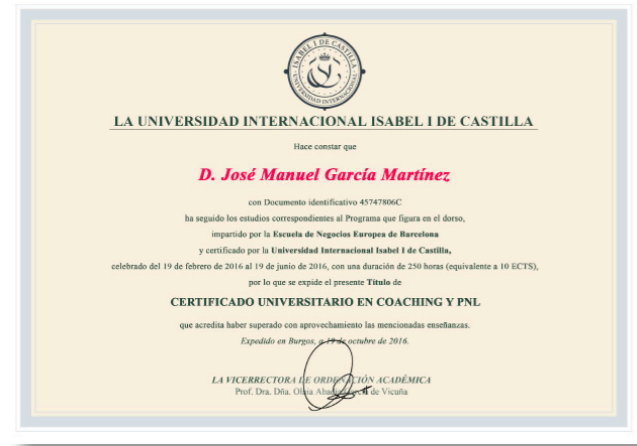 ISABEL I DE CASTILLA
UNIVERSIDAD INTERNACIONAL
LA UNIVERSIDAD INTERNACIONAL ISABEL I DE CASTILLA
Hace constar que
D. José Manuel García Martínez
con Documento identificativo 45747806C
ha seguido los estudios correspondientes al Programa que figura en el dorso,
impartido por la Escuela de Negocios Europea de Barcelona
y certificado por la Universidad Internacional Isabel I de Castilla,
celebrado del 19 de febrero de 2016 al 19 de junio de 2016, con una duración de 250 horas (equivalente a 10 ECTS),
por lo que se expide el presente Título de
CERTIFICADO UNIVERSITARIO EN COACHING Y PNL
que acredita haber superado con aprovechamiento las mencionadas enseñanzas.
Expedido en Burgos, a 19 de octubre de 2016.
LA VICERRECTORA DE ORDENACIÓN ACADÉMICA
Prof. Dra. Dña. de Vicuña